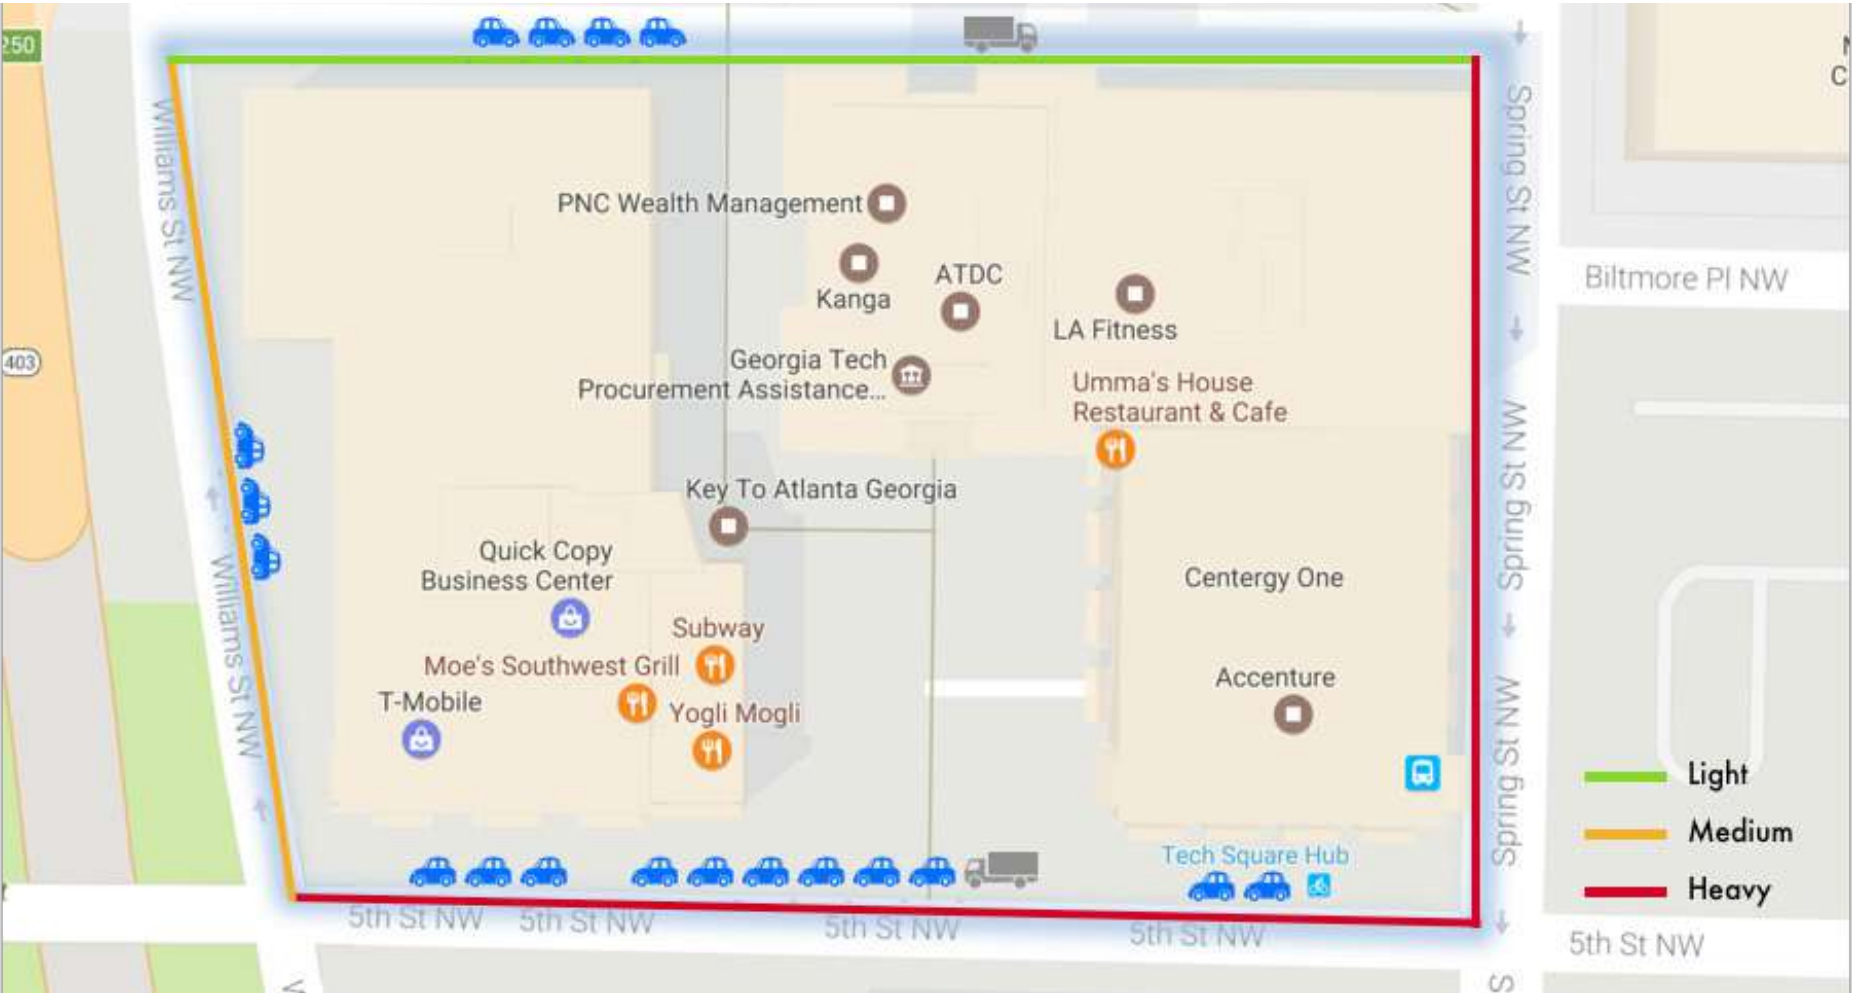 250
N
C
Williams St NW
Spring St NW
PNC Wealth Management
Biltmore Pl NW
Kanga
ATDC
LA Fitness
403
Georgia Tech
Procurement Assistance...
Umma's House
Restaurant & Cafe
Spring St NW
Key To Atlanta Georgia
Quick Copy
Business Center
Centergy One
Williams St NW
Subway
Moe's Southwest Grill
Accenture
T-Mobile
Yogli Mogli
Spring St NW
Light
Medium
Heavy
Tech Square Hub
5th St NW
5th St NW
5th St NW
5th St NW
5th St NW
S